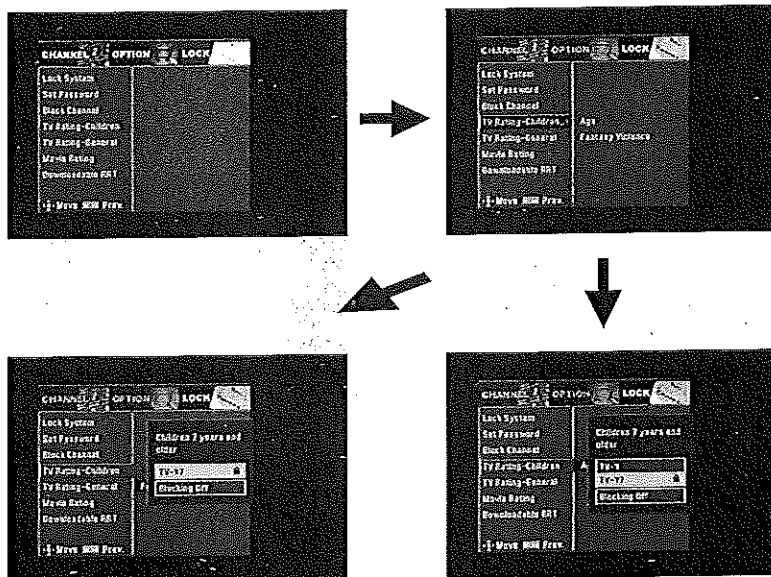 CHANNEL OPTION LOCK
Lock System
Set Password
Block Channel
TV Rating-Children
TV Rating-General
Movie Rating
Downloadable RRT
Move Prev.
CHANNEL OPTION LOCK
Lock System
Set Password
Block Channel
TV Rating-Children Age
TV Rating-General Fantasy Violence
Movie Rating
Downloadable RRT
Move Prev.
CHANNEL OPTION LOCK
Lock System
Set Password
Block Channel
TV Rating-Children
TV Rating-General F
Movie Rating
Downloadable RRT
Move Prev.
Children 7 years and
older
TV-Y7
Blocking Off
CHANNEL OPTION LOCK
Lock System
Set Password
Block Channel
TV Rating-Children A
TV Rating-General
Movie Rating
Downloadable RRT
Move Prev.
Children 7 years and
older
TV-Y
TV-Y7
Blocking Off